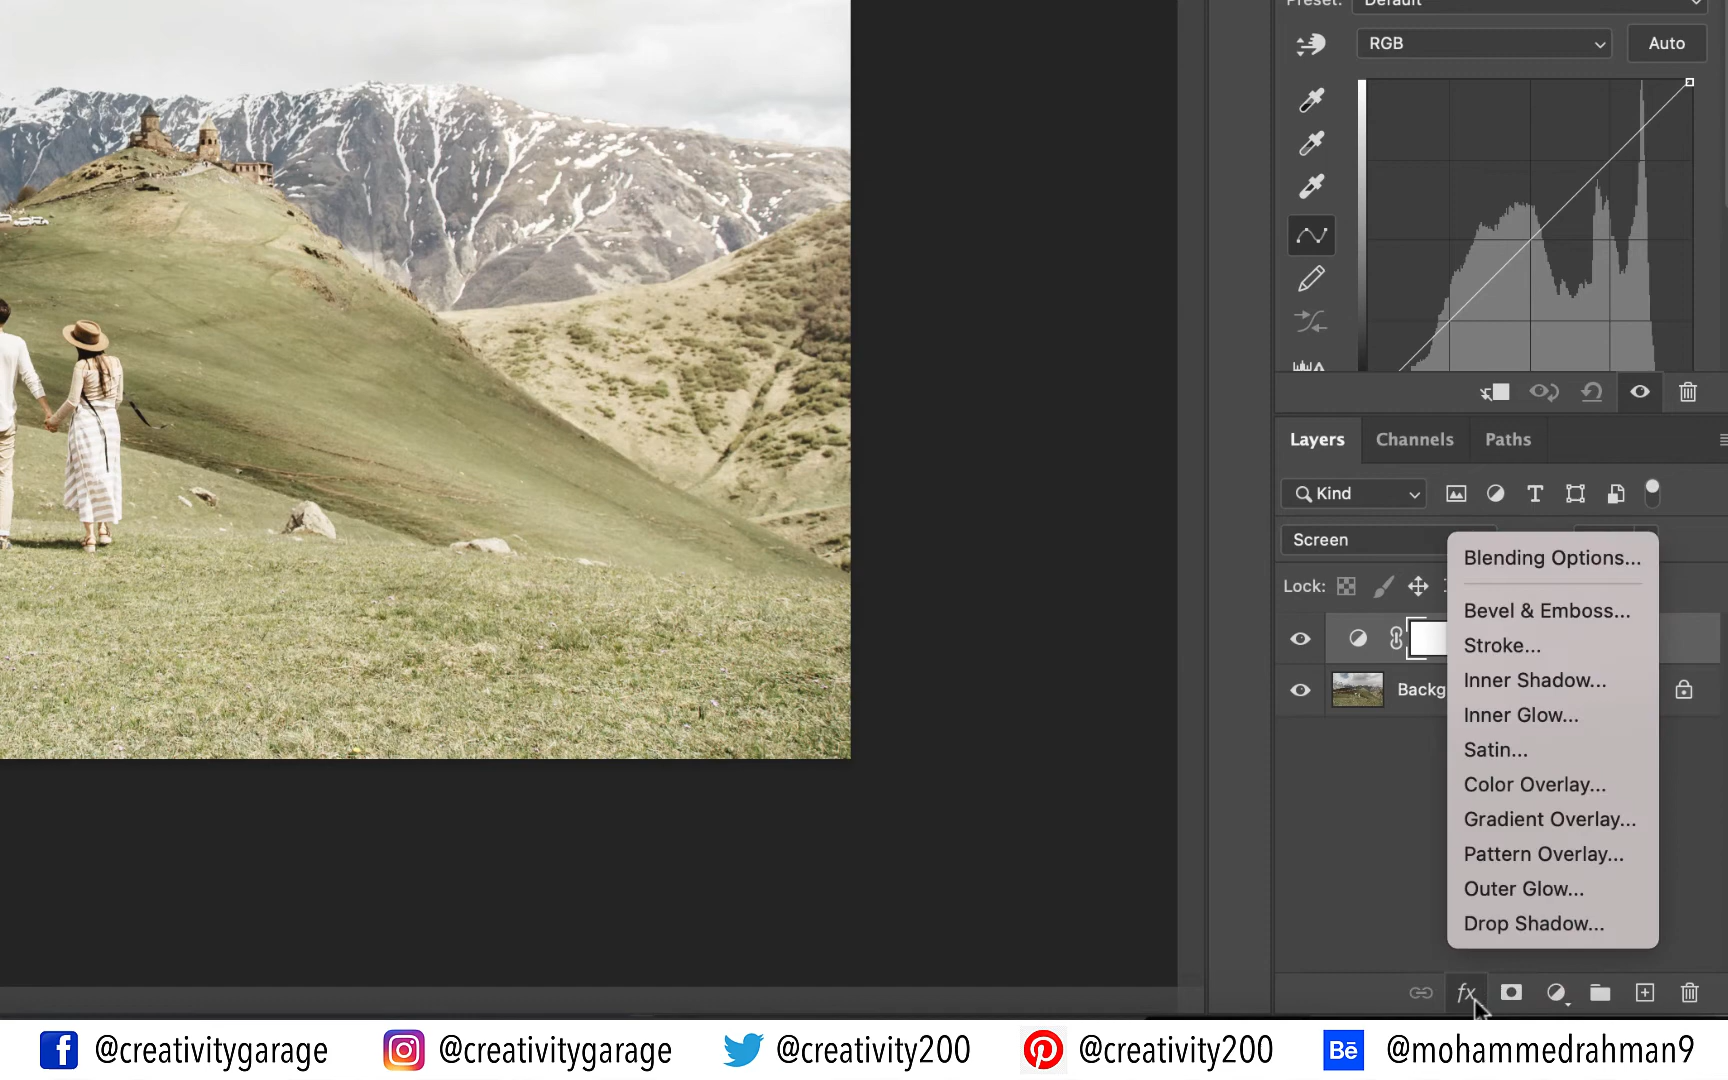 Preset: Default
RGB
Auto
Layers Channels Paths
Kind
Screen
Lock:
Backg
Blending Options...
Bevel & Emboss...
Stroke...
Inner Shadow...
Inner Glow...
Satin...
Color Overlay...
Gradient Overlay...
Pattern Overlay...
Outer Glow...
Drop Shadow...
fx
@creativitygarage @creativitygarage @creativity200 @creativity200 Bē @mohammedrahman9